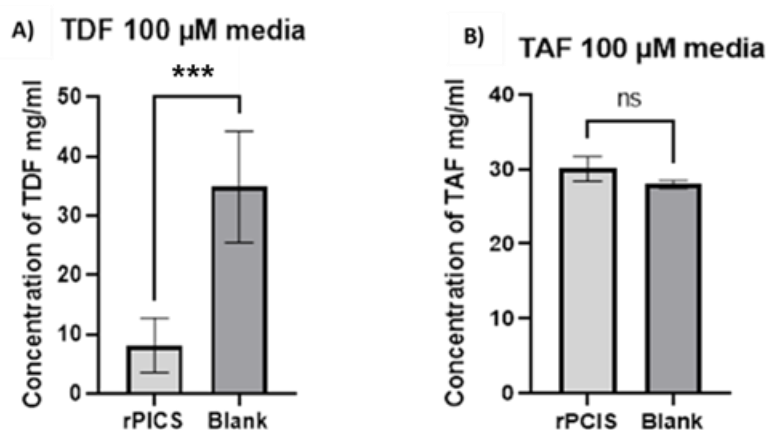 A) TDF 100 µM media
***
Concentration of TDF mg/ml
50
40
30
20
10
0
rPICS Blank
B) TAF 100 µM media
ns
Concentration of TAF mg/ml
40
30
20
10
0
rPCIS Blank